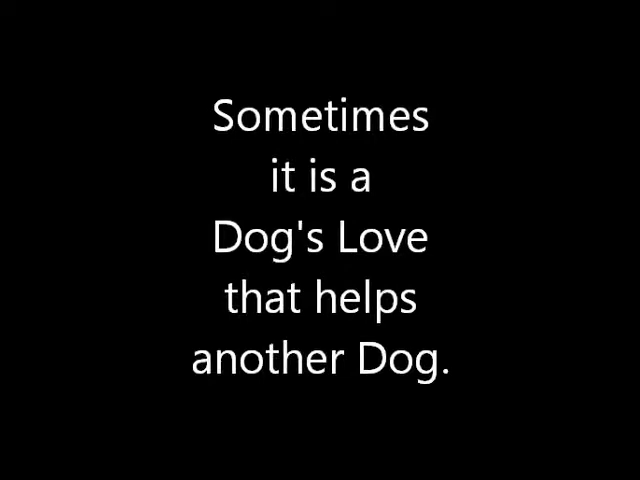 Sometimes
it is a
Dog's Love
that helps
another Dog.